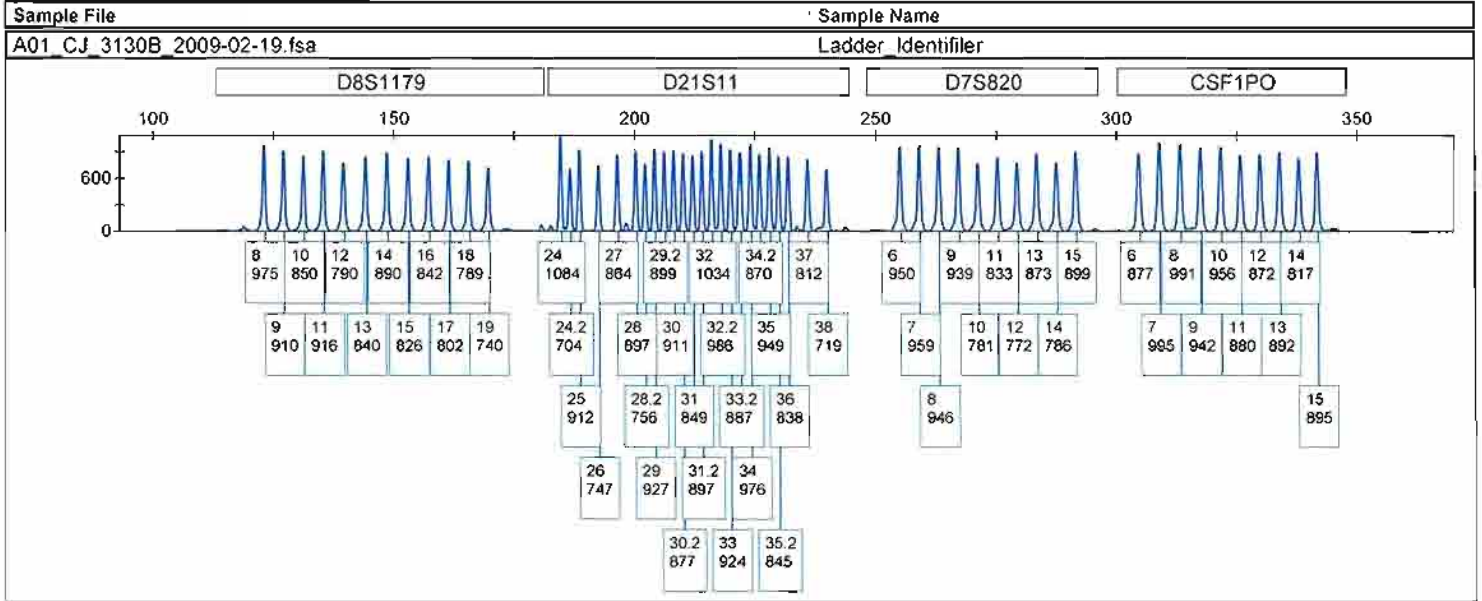 Sample File Sample Name
A01_CJ_3130B_2009-02-19.fsa Ladder_Identifiler
D8S1179 D21S11 D7S820 CSF1PO
100 150 200 250 300 350
600
0
8 10 12 14 16 18 24 27 29.2 32 34.2 37 6 9 11 13 15 6 8 10 12 14
975 850 790 890 842 789 1084 884 899 1034 870 812 950 939 833 873 899 877 991 956 872 817
9 11 13 15 17 19 24.2 28 30 32.2 35 38 7 10 12 14 7 9 11 13
910 916 840 826 802 740 704 897 911 986 949 719 959 781 772 786 995 942 880 892
25 28.2 31 33.2 36 8 15
912 756 849 887 838 946 895
26 29 31.2 34
747 927 897 976
30.2 33 35.2
877 924 845